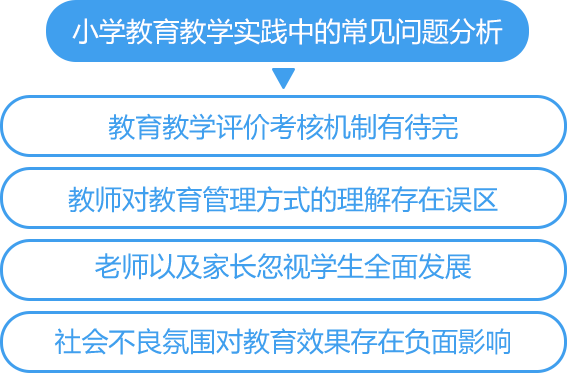 小学教育教学实践中的常见问题分析
教育教学评价考核机制有待完
教师对教育管理方式的理解存在误区
老师以及家长忽视学生全面发展
社会不良氛围对教育效果存在负面影响